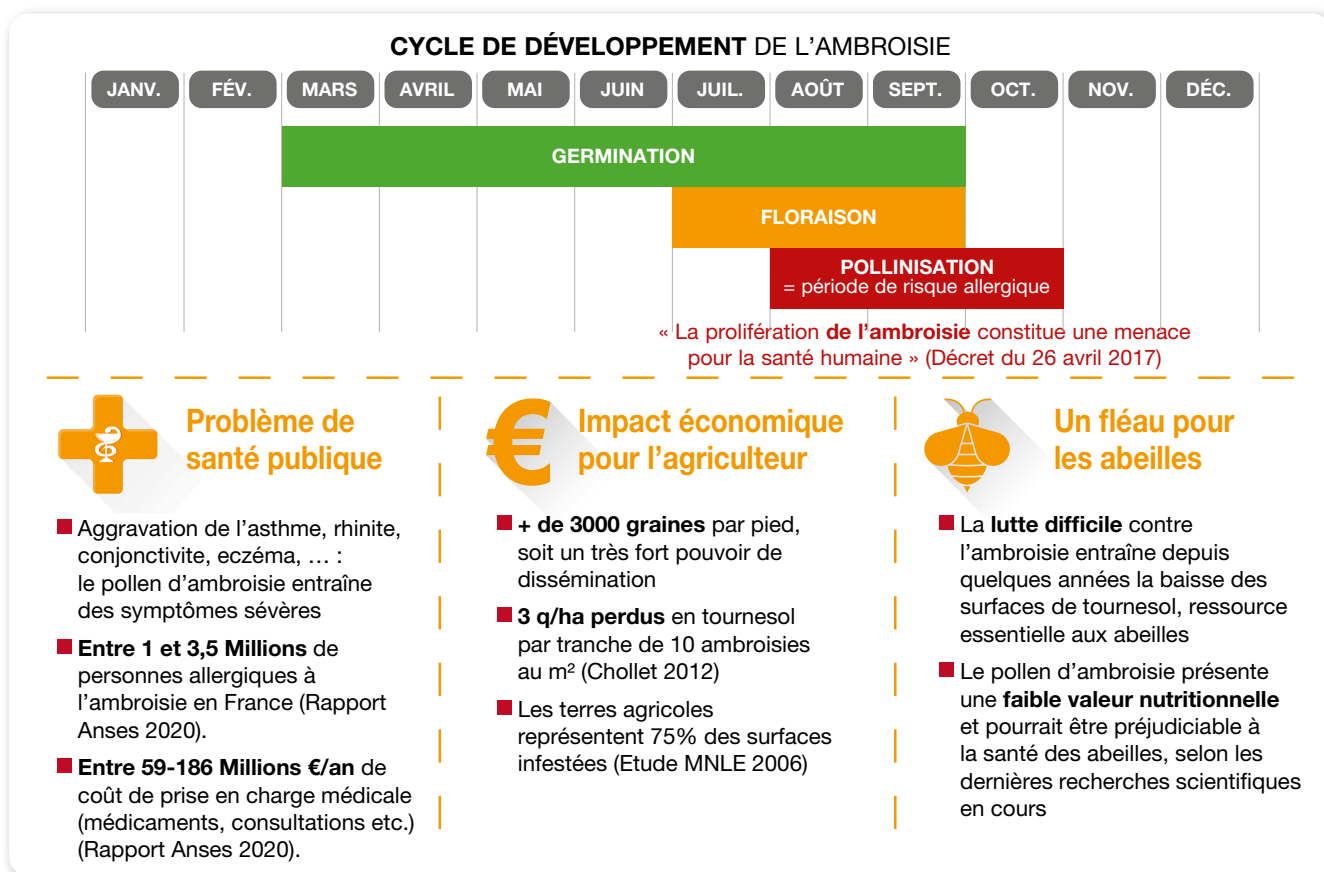 CYCLE DE DÉVELOPPEMENT DE L'AMBROISIE
JANV. FÉV. MARS AVRIL MAI JUIN JUIL. AOÛT SEPT. OCT. NOV. DÉC.
GERMINATION
FLORAISON
POLLINISATION
= période de risque allergique
« La prolifération de l'ambroisie constitue une menace
pour la santé humaine » (Décret du 26 avril 2017)
Problème de
santé publique
Aggravation de l'asthme, rhinite,
conjonctivite, eczéma, … :
le pollen d'ambroisie entraîne
des symptômes sévères
Entre 1 et 3,5 Millions de
personnes allergiques à
l'ambroisie en France (Rapport
Anses 2020).
Entre 59-186 Millions €/an de
coût de prise en charge médicale
(médicaments, consultations etc.)
(Rapport Anses 2020).
€
Impact économique
pour l'agriculteur
+ de 3000 graines par pied,
soit un très fort pouvoir de
dissémination
3 q/ha perdus en tournesol
par tranche de 10 ambroisies
au m² (Chollet 2012)
Les terres agricoles
représentent 75% des surfaces
infestées (Etude MNLE 2006)
Un fléau pour
les abeilles
La lutte difficile contre
l'ambroisie entraîne depuis
quelques années la baisse des
surfaces de tournesol, ressource
essentielle aux abeilles
Le pollen d'ambroisie présente
une faible valeur nutritionnelle
et pourrait être préjudiciable à
la santé des abeilles, selon les
dernières recherches scientifiques
en cours